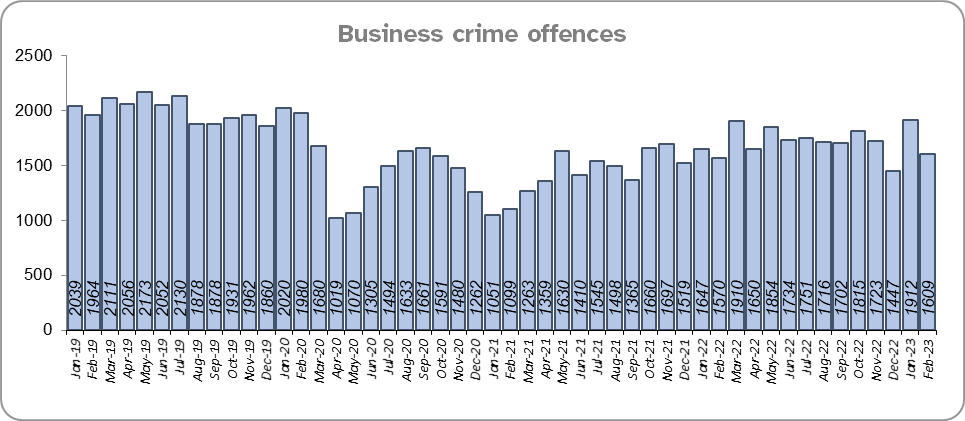 Business crime offences
2500
2000
1500
1000
500
0
2039 1964 2111 2056 2173 2052 2130 1878 1878 1931 1962 1860 2020 1980 1680 1019 1070 1305 1494 1633 1661 1591 1480 1262 1051 1099 1263 1359 1630 1410 1545 1498 1365 1660 1697 1519 1647 1570 1910 1650 1854 1734 1751 1716 1702 1815 1723 1447 1912 1609
Jan-19 Feb-19 Mar-19 Apr-19 May-19 Jun-19 Jul-19 Aug-19 Sep-19 Oct-19 Nov-19 Dec-19 Jan-20 Feb-20 Mar-20 Apr-20 May-20 Jun-20 Jul-20 Aug-20 Sep-20 Oct-20 Nov-20 Dec-20 Jan-21 Feb-21 Mar-21 Apr-21 May-21 Jun-21 Jul-21 Aug-21 Sep-21 Oct-21 Nov-21 Dec-21 Jan-22 Feb-22 Mar-22 Apr-22 May-22 Jun-22 Jul-22 Aug-22 Sep-22 Oct-22 Nov-22 Dec-22 Jan-23 Feb-23